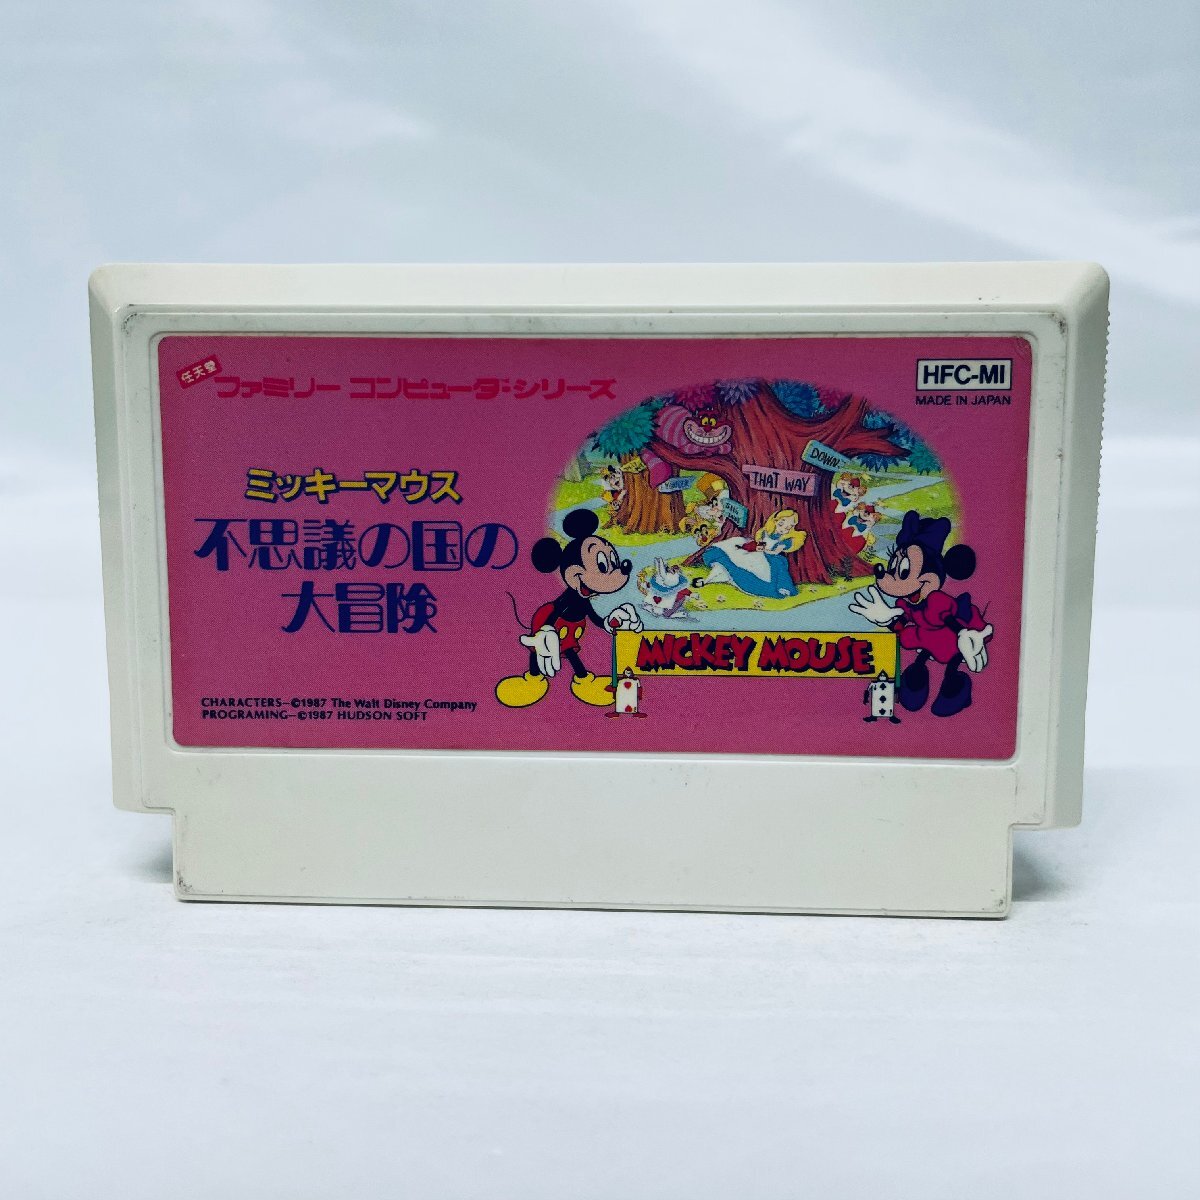 任天堂
ファミリー コンピュータ・シリーズ
HFC-MI
MADE IN JAPAN
ミッキーマウス
不思議の国の
大冒険
DOWN
THAT WAY
MICKEY MOUSE
CHARACTERS—©1987 The Walt Disney Company
PROGRAMING—©1987 HUDSON SOFT